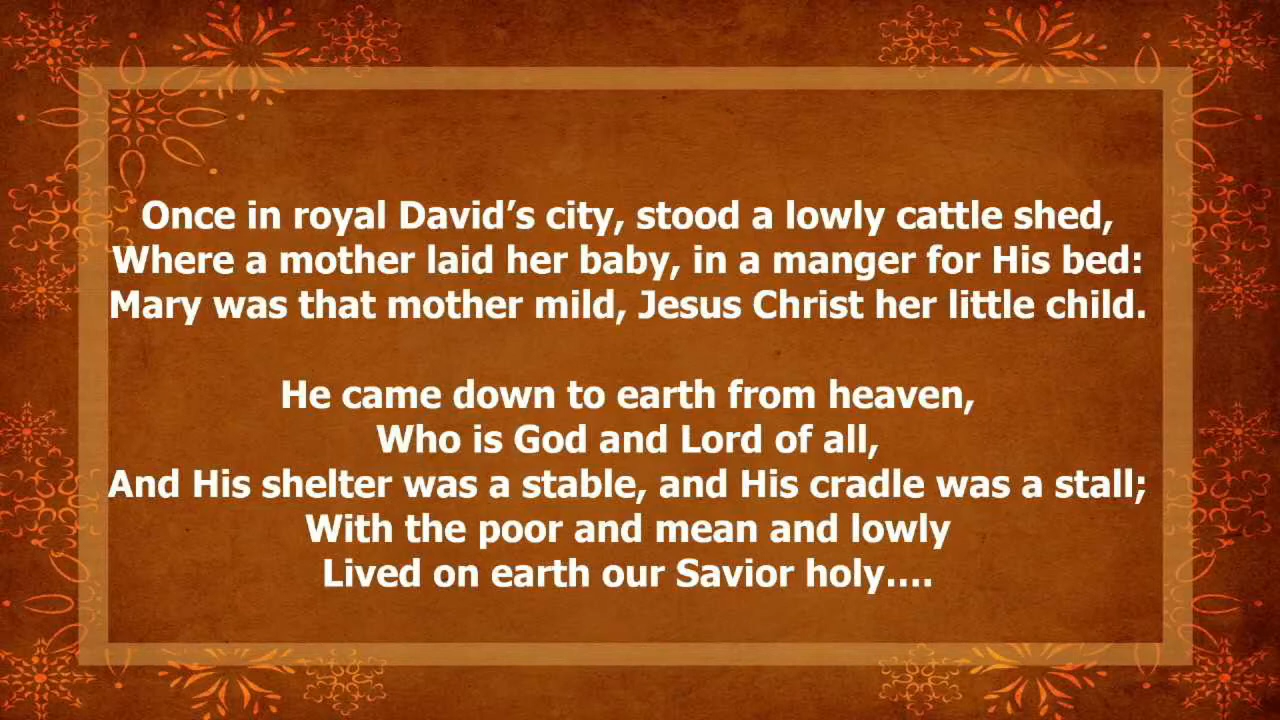 Once in royal David’s city, stood a lowly cattle shed,
Where a mother laid her baby, in a manger for His bed:
Mary was that mother mild, Jesus Christ her little child.
He came down to earth from heaven,
Who is God and Lord of all,
And His shelter was a stable, and His cradle was a stall;
With the poor and mean and lowly
Lived on earth our Savior holy....